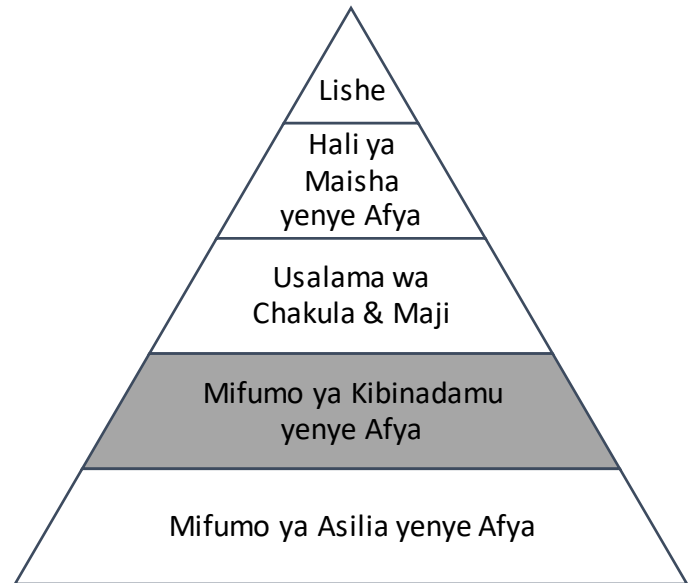 Lishe
Hali ya
Maisha
yenye Afya
Usalama wa
Chakula & Maji
Mifumo ya Kibinadamu
yenye Afya
Mifumo ya Asilia yenye Afya